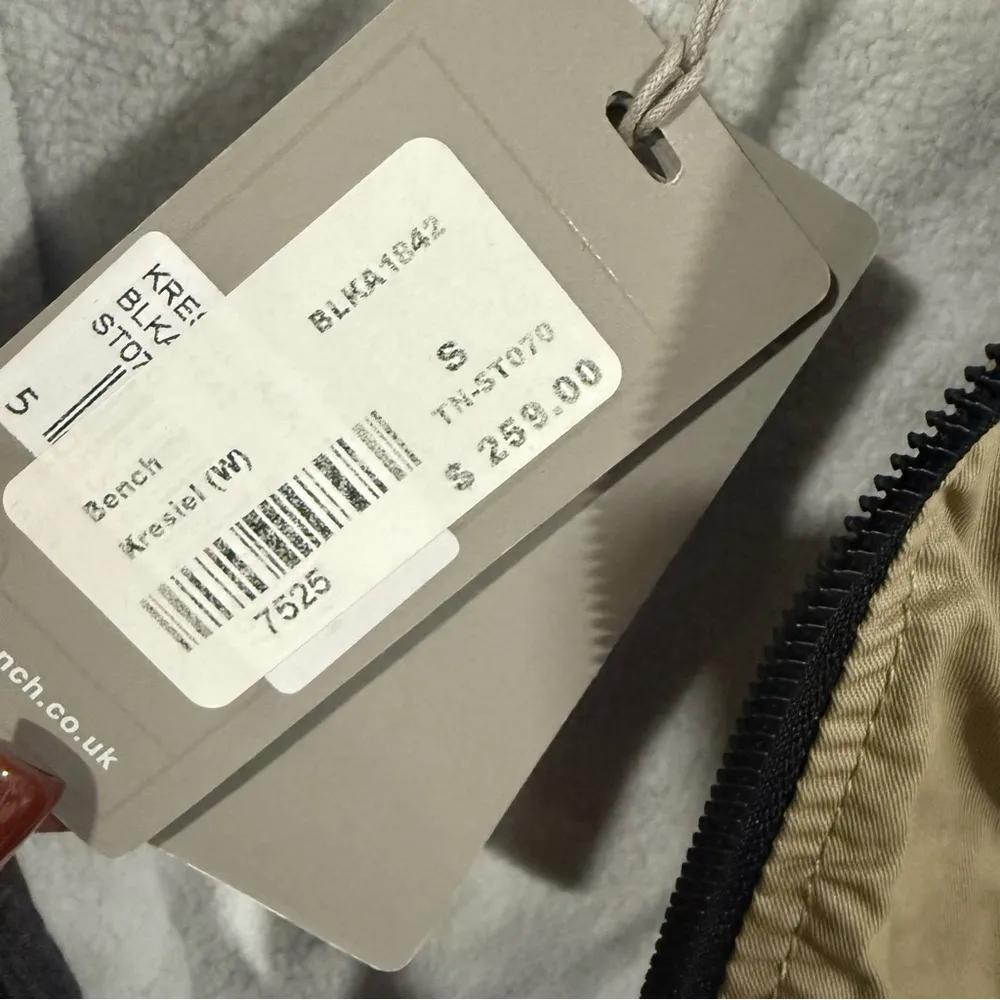 BLKA1842
S
TN-ST070
$ 259.00
Bench
Kresiel (W)
7525
KRES
BLKA
ST07
5
nch.co.uk